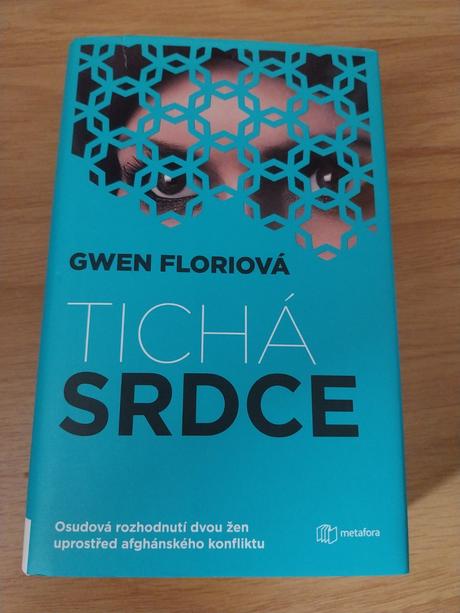 GWEN FLORIOVÁ
TICHÁ
SRDCE
Osudová rozhodnutí dvou žen
uprostřed afghánského konfliktu
metafora